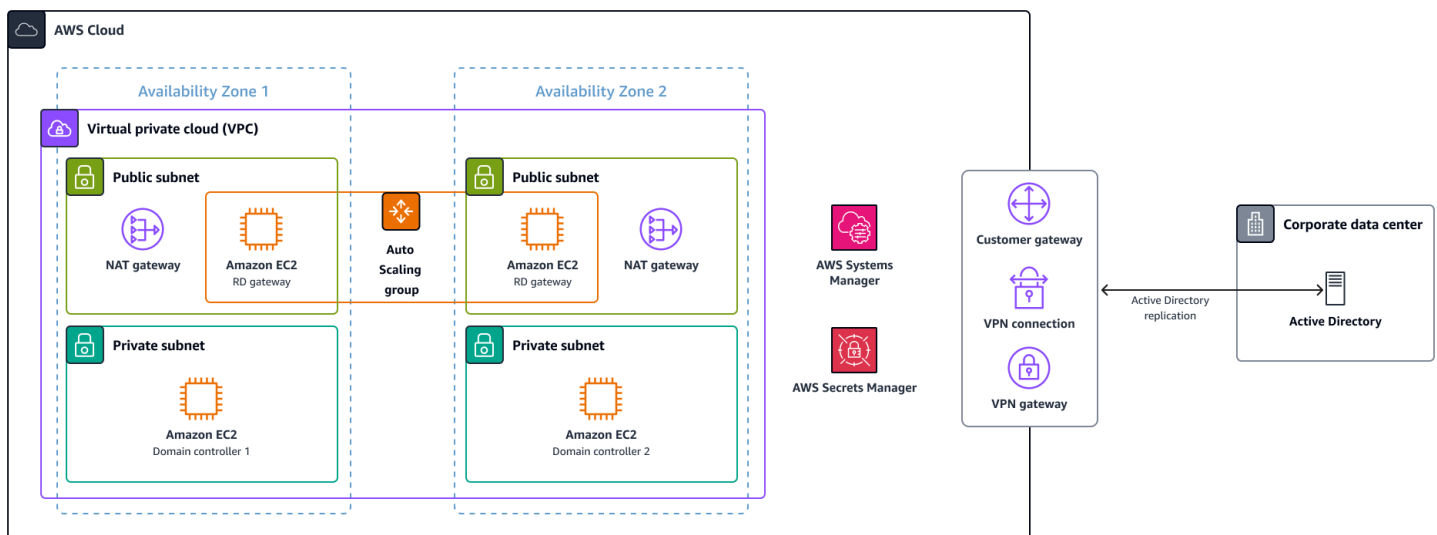 AWS Cloud
Availability Zone 1
Availability Zone 2
Virtual private cloud (VPC)
Public subnet
NAT gateway
Amazon EC2
RD gateway
Auto
Scaling
group
Public subnet
Amazon EC2
RD gateway
NAT gateway
Private subnet
Amazon EC2
Domain controller 1
Private subnet
Amazon EC2
Domain controller 2
AWS Systems
Manager
AWS Secrets Manager
Customer gateway
VPN connection
VPN gateway
Active Directory
replication
Corporate data center
Active Directory